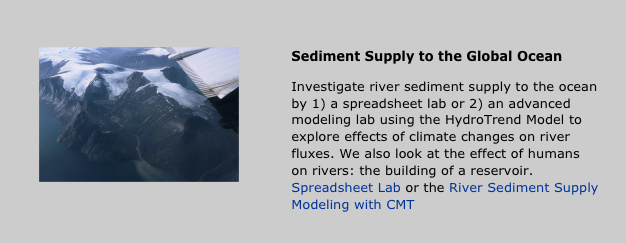 Sediment Supply to the Global Ocean
Investigate river sediment supply to the ocean
by 1) a spreadsheet lab or 2) an advanced
modeling lab using the HydroTrend Model to
explore effects of climate changes on river
fluxes. We also look at the effect of humans
on rivers: the building of a reservoir.
Spreadsheet Lab or the River Sediment Supply
Modeling with CMT